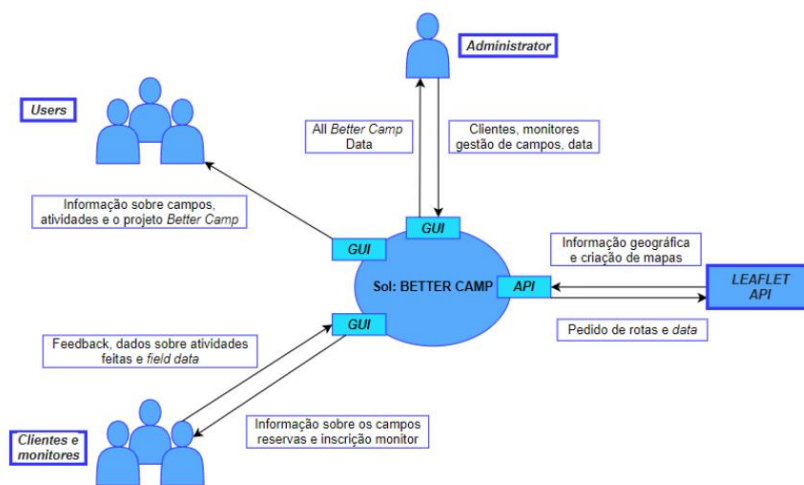 Administrator
Users
All Better Camp
Data
Clientes, monitores
gestão de campos, data
Informação sobre campos,
atividades e o projeto Better Camp
GUI
GUI
Informação geográfica
e criação de mapas
Sol: BETTER CAMP
API
LEAFLET
API
GUI
Pedido de rotas e data
Feedback, dados sobre atividades
feitas e field data
Informação sobre os campos
reservas e inscrição monitor
Clientes e
monitores